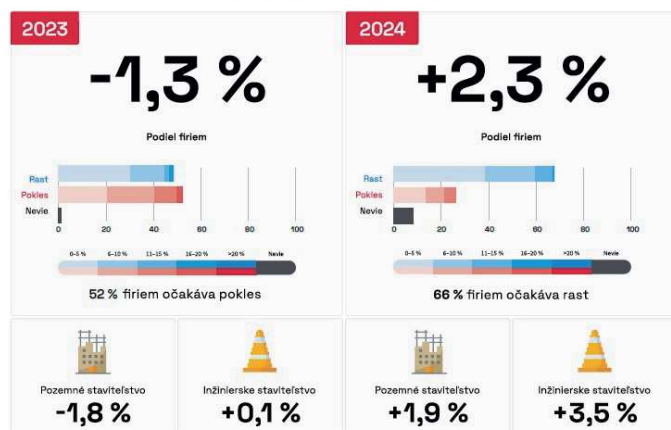 2023
-1,3 %
Podiel firiem
Rast
Pokles
Nevie
0 20 40 60 80 100
0-5 % 6-10 % 11-15 % 16-20 % >20 % Nevie
52 % firiem očakáva pokles
Pozemné staviteľstvo
-1,8 %
Inžinierske staviteľstvo
+0,1 %
2024
+2,3 %
Podiel firiem
Rast
Pokles
Nevie
0 20 40 60 80 100
0-5 % 6-10 % 11-15 % 16-20 % >20 % Nevie
66 % firiem očakáva rast
Pozemné staviteľstvo
+1,9 %
Inžinierske staviteľstvo
+3,5 %